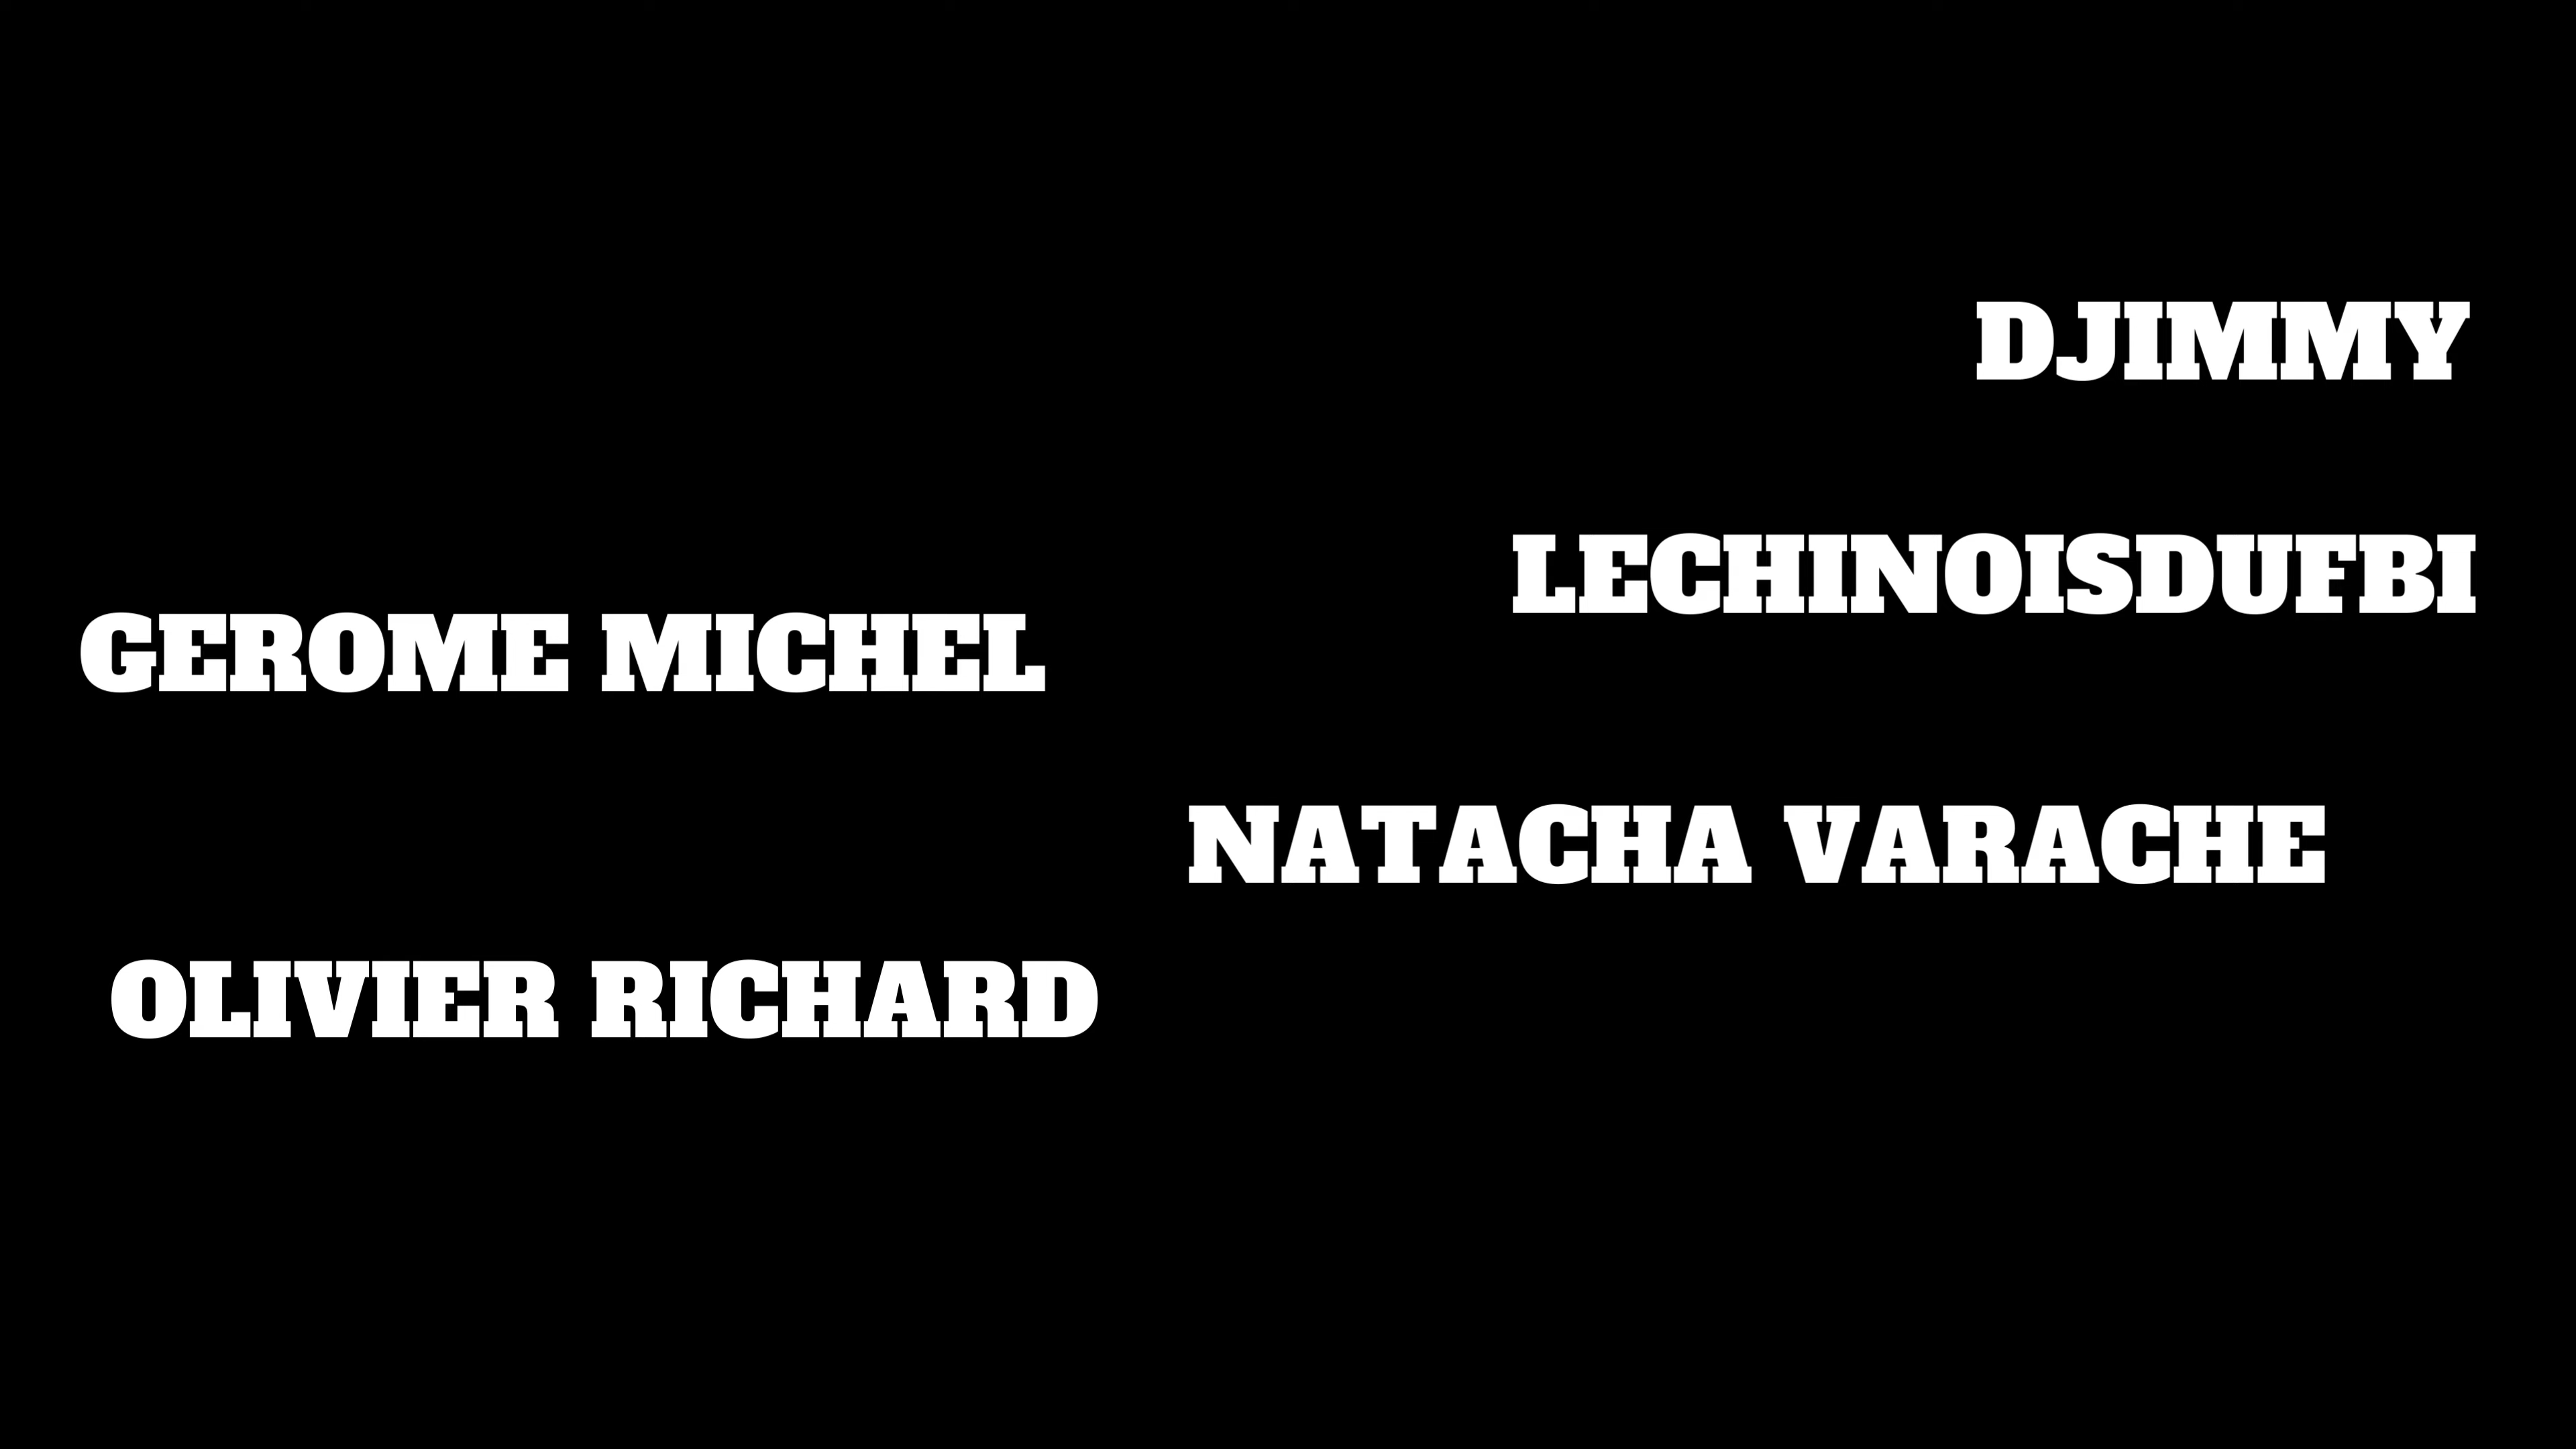 DJIMMY
LECHINOISDUFBI
GEROME MICHEL
NATACHA VARACHE
OLIVIER RICHARD